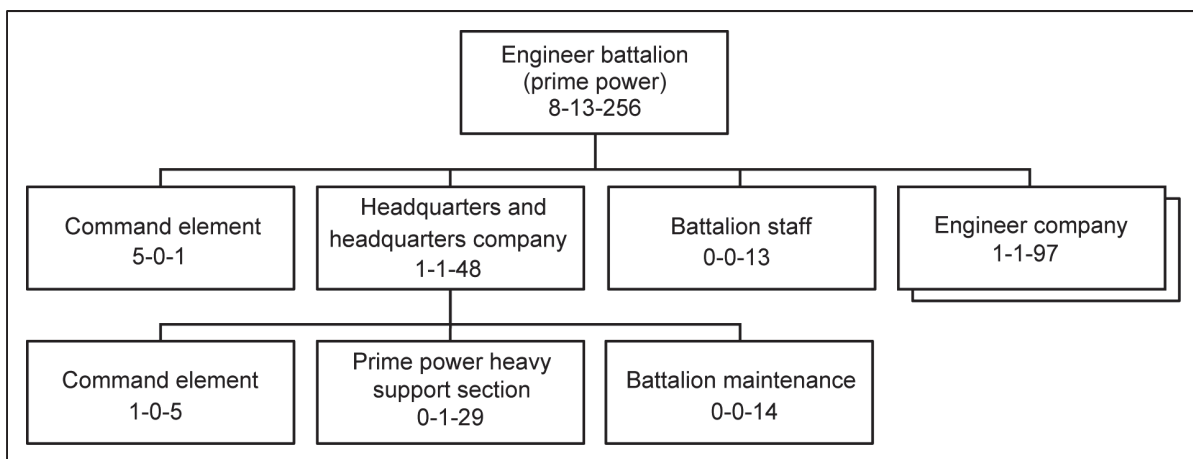 Engineer battalion
(prime power)
8-13-256
Command element
5-0-1
Headquarters and
headquarters company
1-1-48
Battalion staff
0-0-13
Engineer company
1-1-97
Command element
1-0-5
Prime power heavy
support section
0-1-29
Battalion maintenance
0-0-14